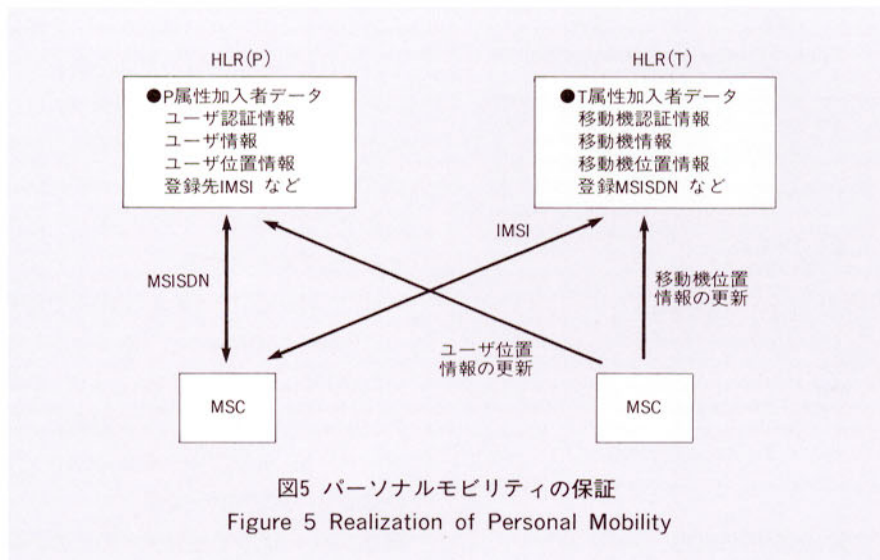 HLR(P)
●P属性加入者データ
ユーザ認証情報
ユーザ情報
ユーザ位置情報
登録先IMSI など
HLR(T)
●T属性加入者データ
移動機認証情報
移動機情報
移動機位置情報
登録MSISDN など
MSISDN
IMSI
移動機位置
情報の更新
ユーザ位置
情報の更新
MSC
MSC
図5 パーソナルモビリティの保証
Figure 5 Realization of Personal Mobility